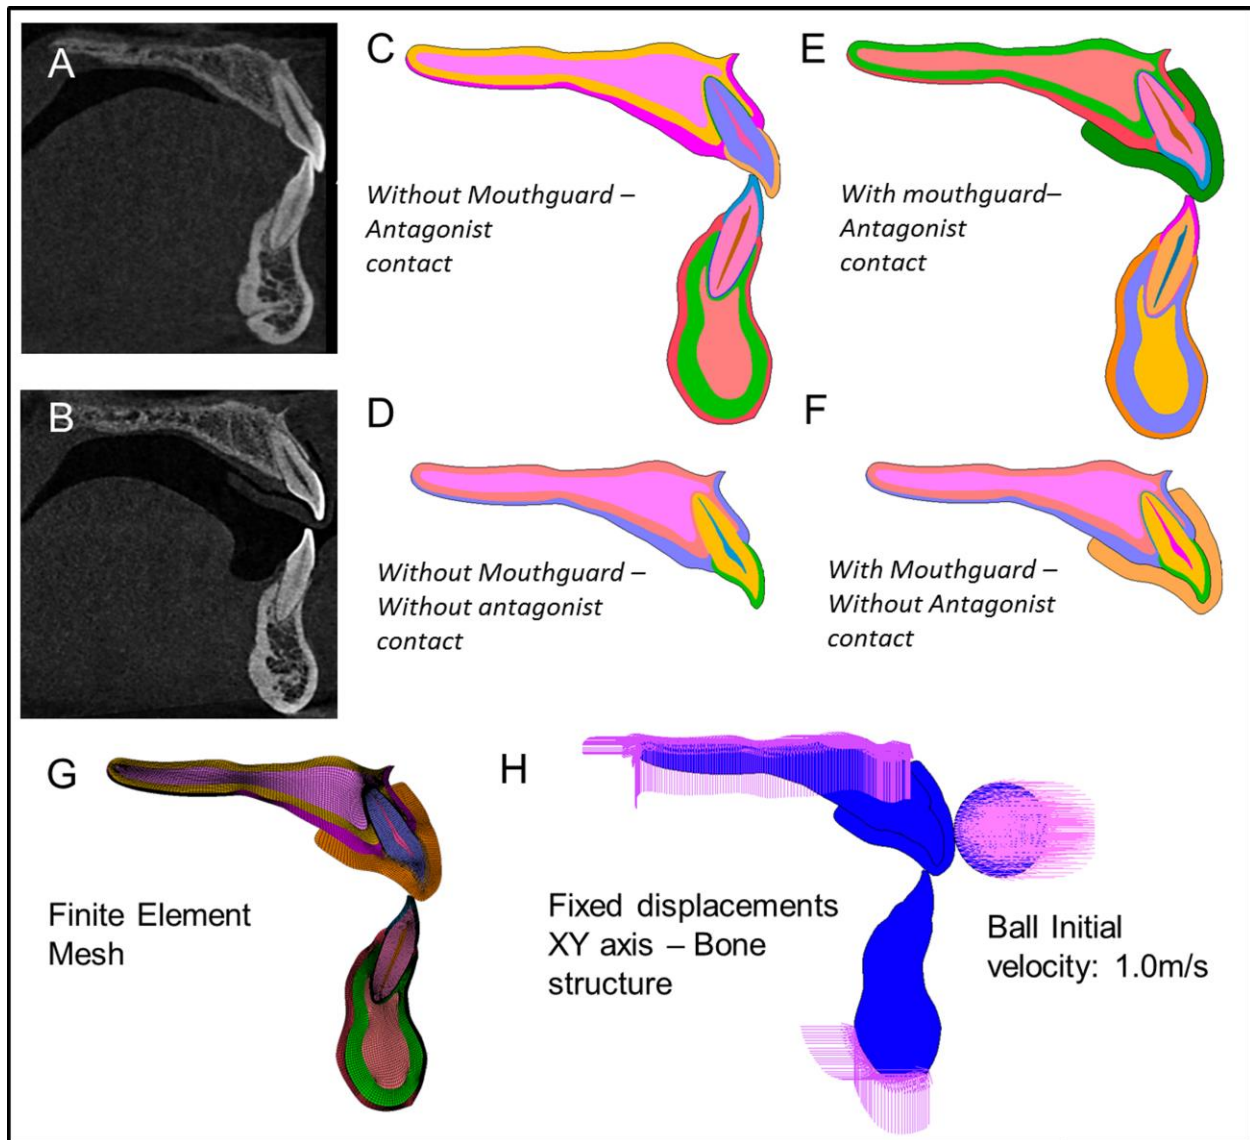 A
C
Without Mouthguard –
Antagonist
contact
E
With mouthguard–
Antagonist
contact
B
D
Without Mouthguard –
Without antagonist
contact
F
With Mouthguard –
Without Antagonist
contact
G
Finite Element
Mesh
H
Fixed displacements
XY axis – Bone
structure
Ball Initial
velocity: 1.0m/s